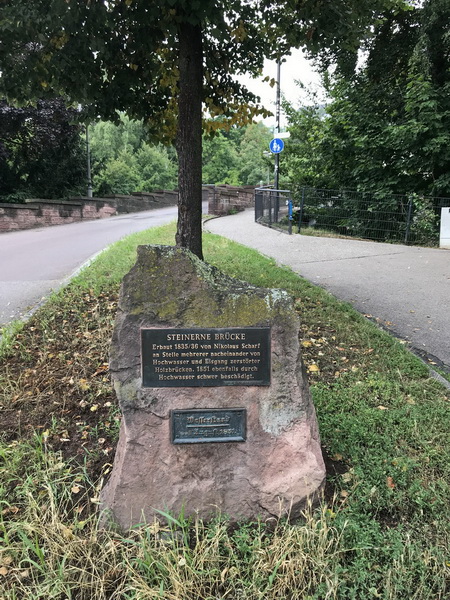 STEINERNE BRÜCKE
Erbaut 1835/36 von Nikolaus Scharf
an Stelle mehrerer nacheinander von
Hochwasser und Eisgang zerstörter
Holzbrücken. 1851 ebenfalls durch
Hochwasser schwer beschädigt.
Wasserstand